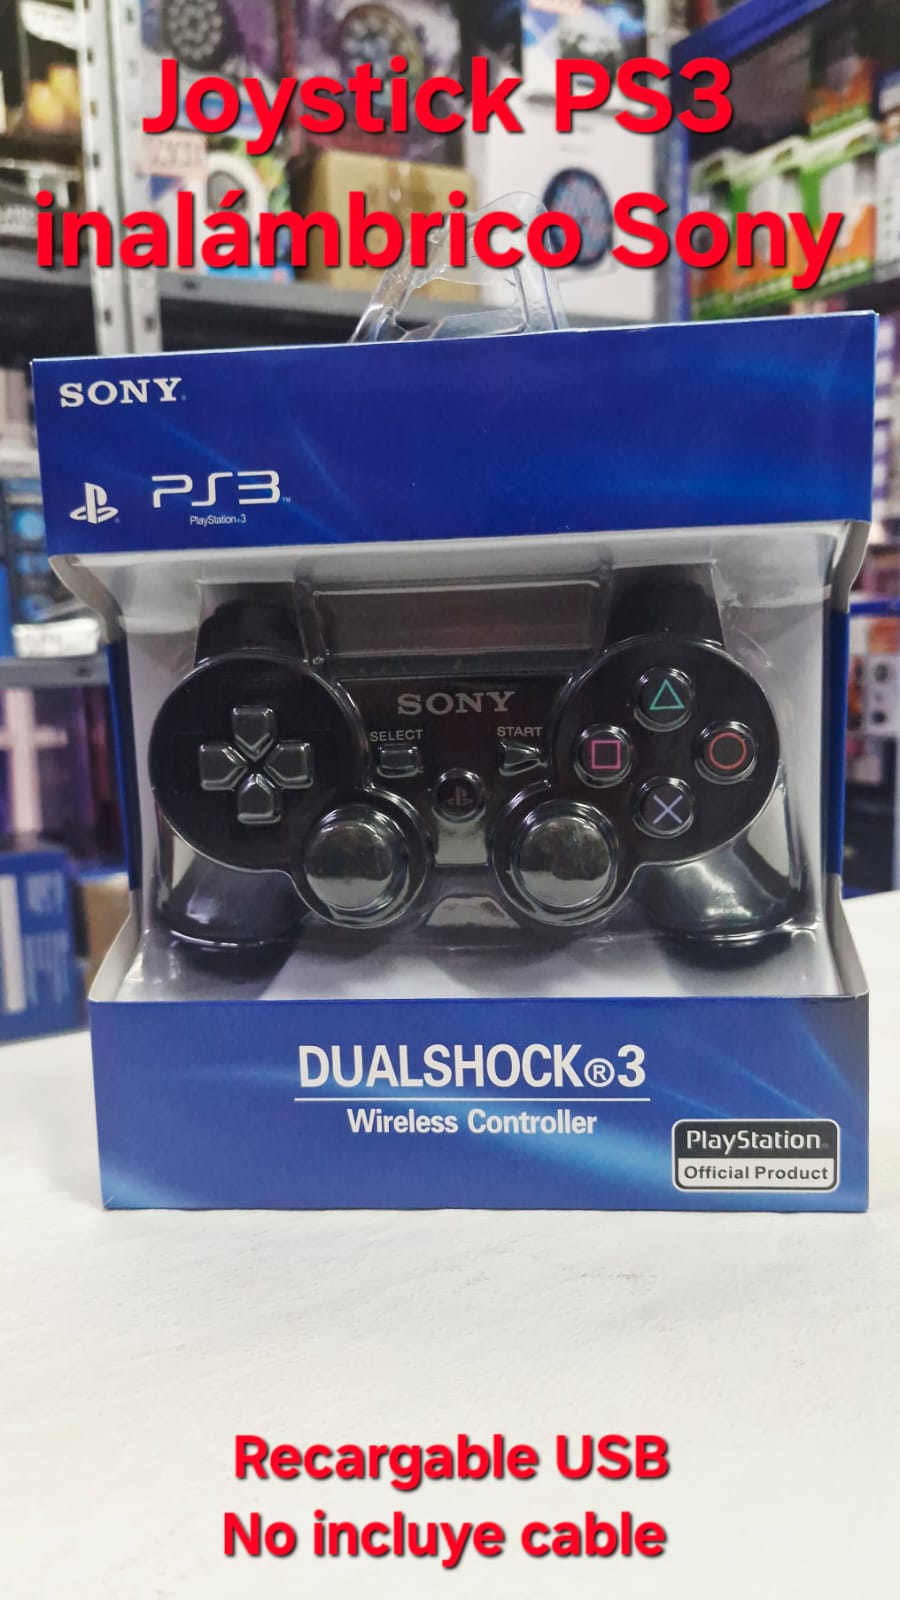 Joystick PS3
inalámbrico Sony
SONY
PS3™
PlayStation®3
SONY
SELECT
START
DUALSHOCK®3
Wireless Controller
PlayStation
Official Product
Recargable USB
No incluye cable